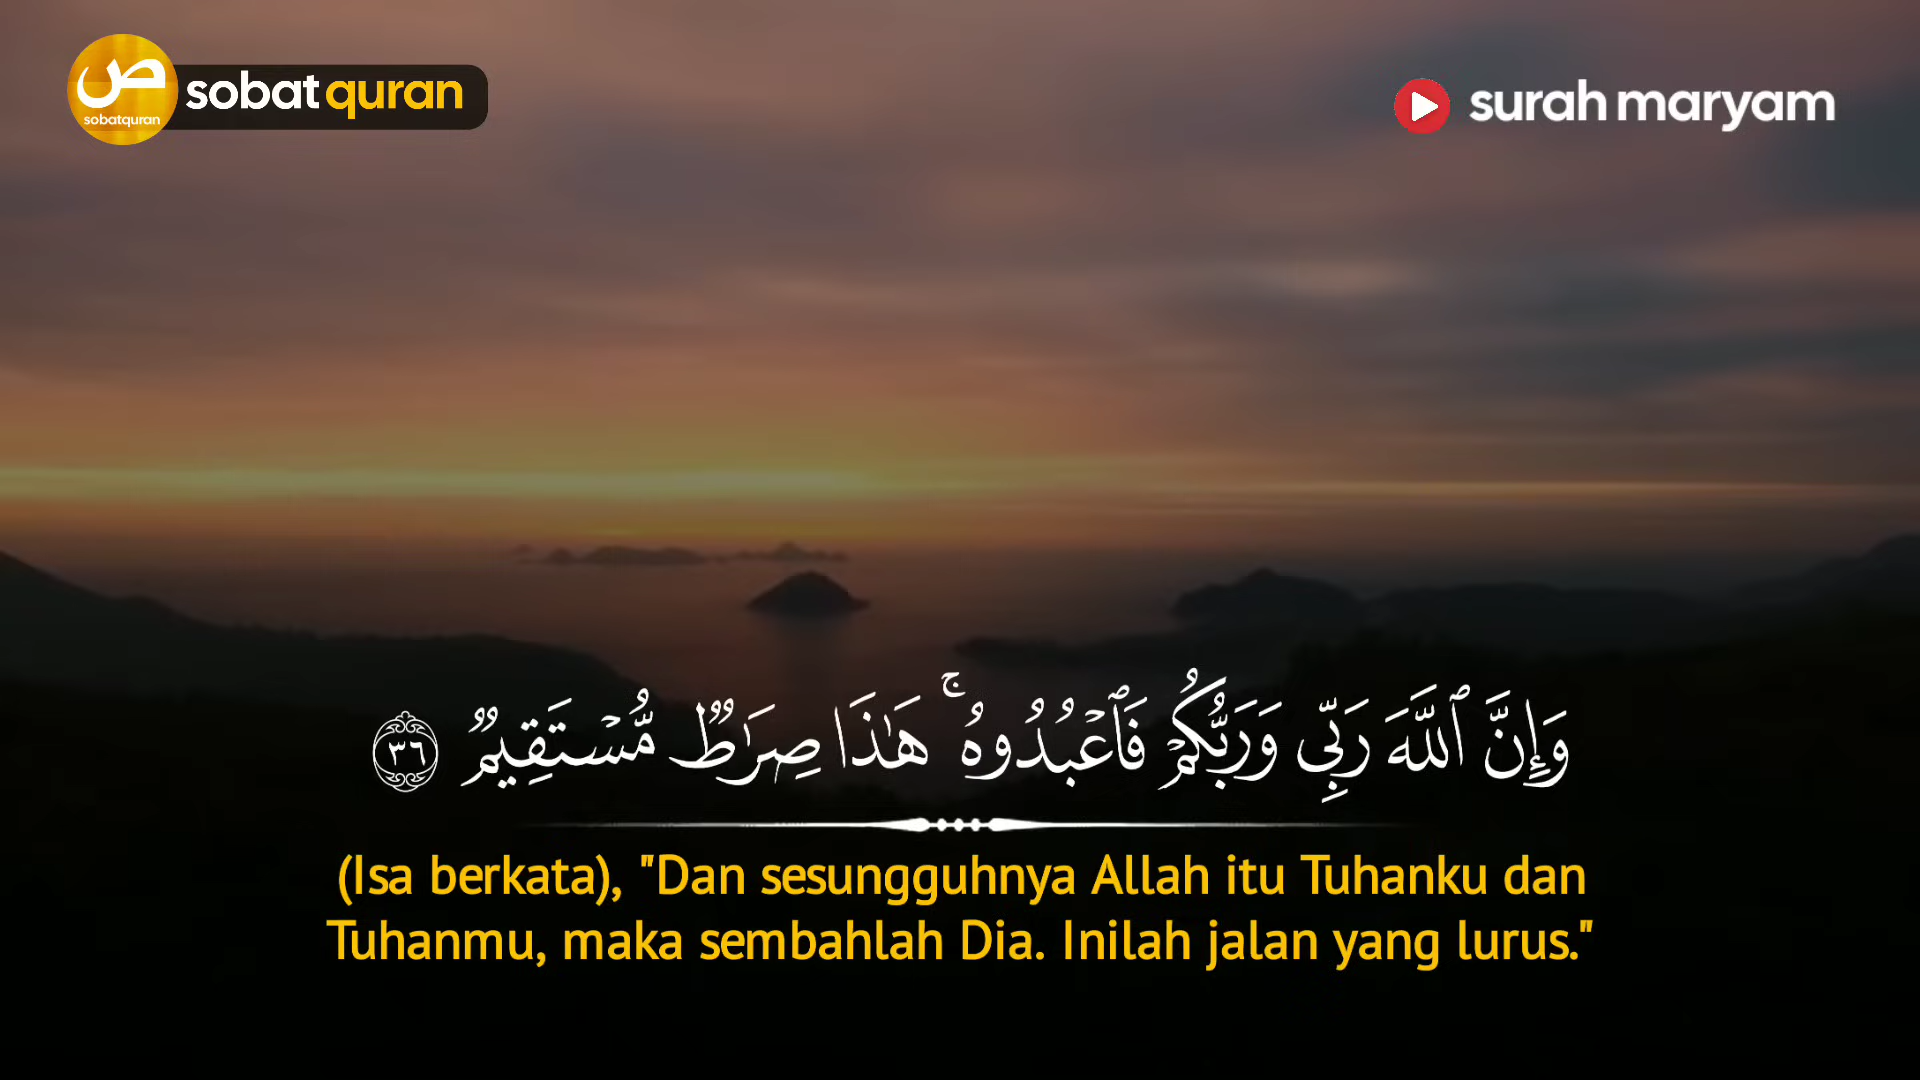 ص
sobatquran
sobat quran
surah maryam
وَإِنَّ ٱللَّهَ رَبِّى وَرَبُّكُمْ فَٱعْبُدُوهُ ۚ هَـٰذَا صِرَٰطٌ مُّسْتَقِيمٌ ٣٦
(Isa berkata), "Dan sesungguhnya Allah itu Tuhanku dan
Tuhanmu, maka sembahlah Dia. Inilah jalan yang lurus."